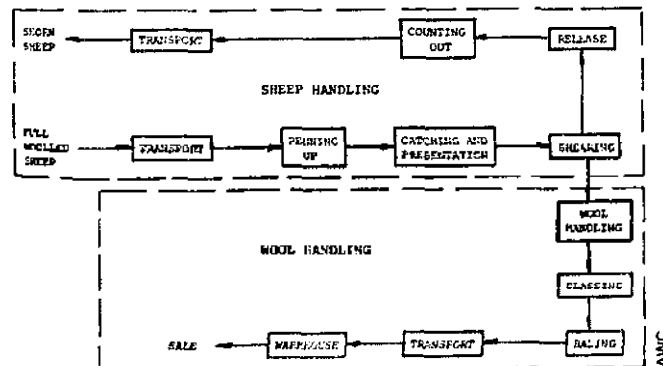 SHORN
SHEEP
TRANSPORT
COUNTING
OUT
RELEASE
SHEEP HANDLING
FULL
WOOLLED
SHEEP
TRANSPORT
PENNING
UP
CATCHING AND
PRESENTATION
SHEARING
WOOL
HANDLING
WOOL HANDLING
CLASSING
SALE
WAREHOUSE
TRANSPORT
BALING
AWC